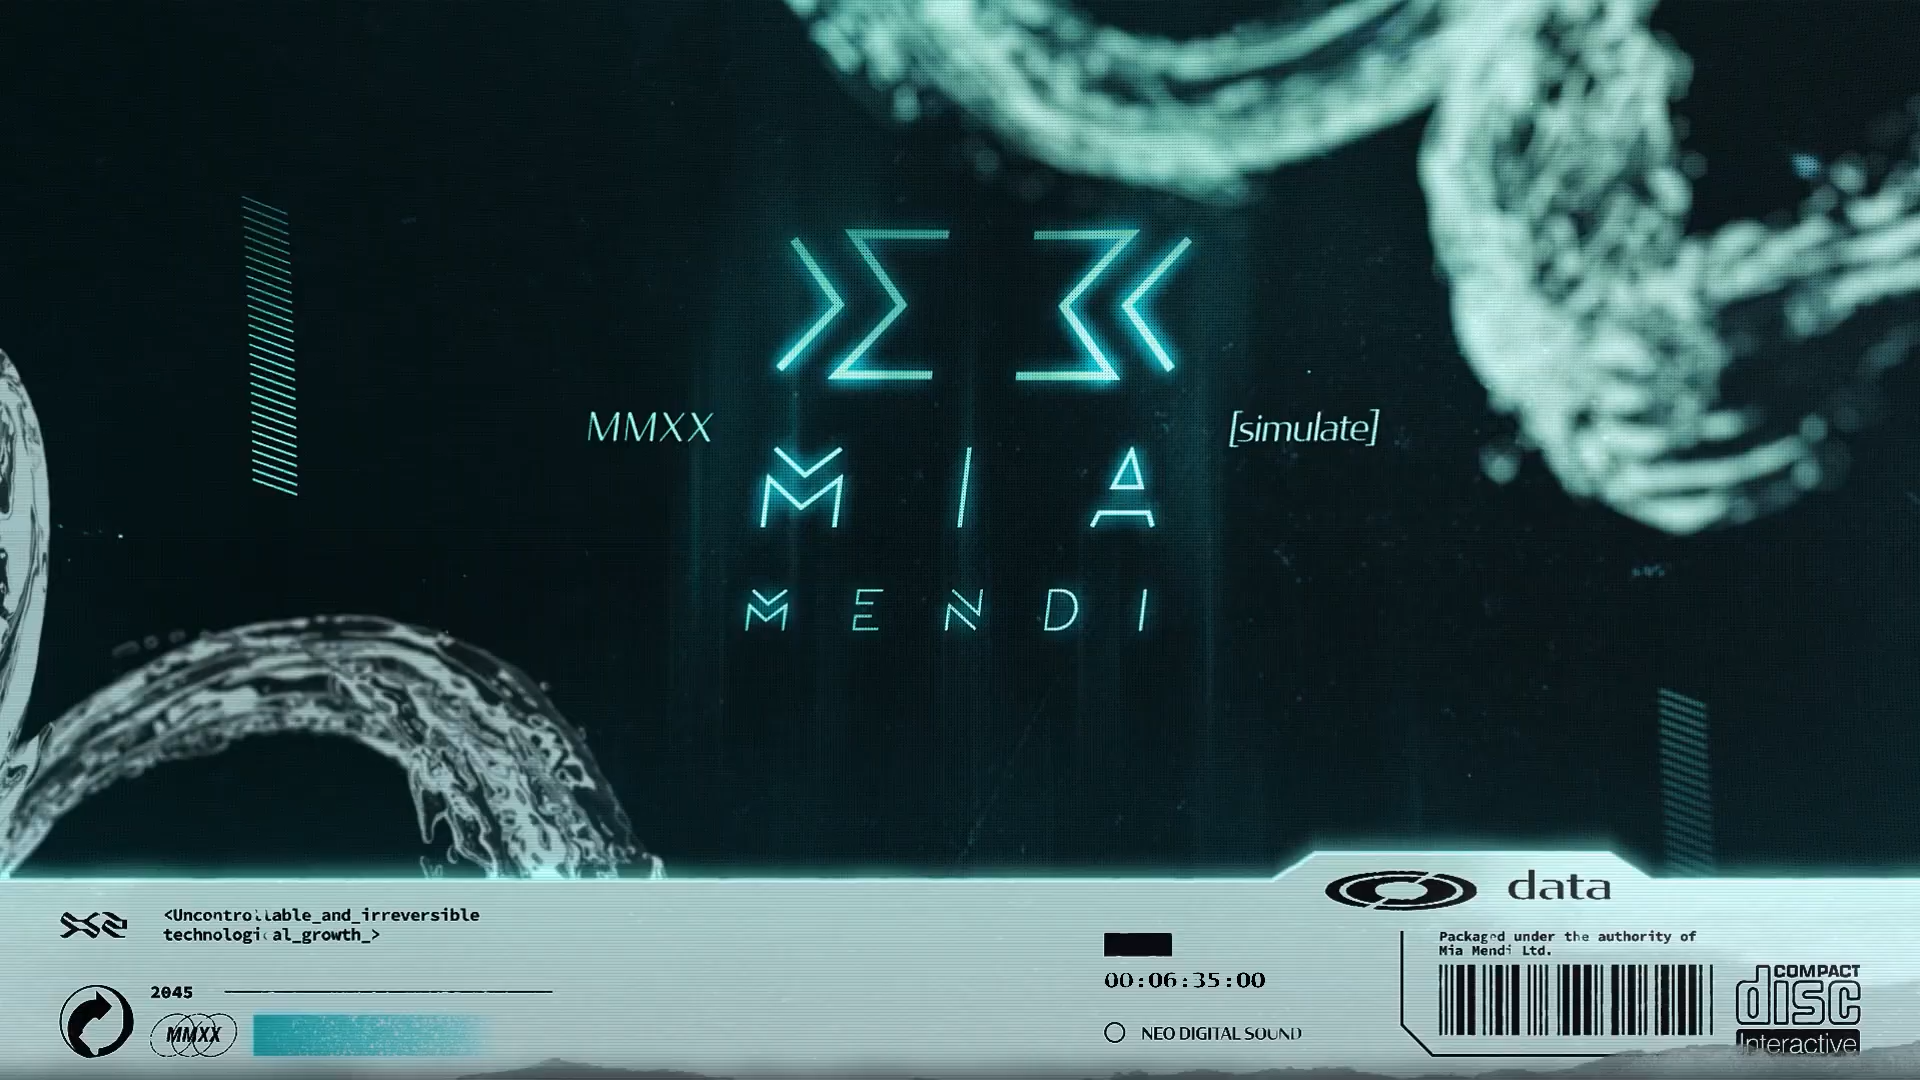 MMXX
[simulate]
MIA
MENDI
data
<Uncontrollable_and_irreversible
technological_growth_>
Packaged under the authority of
Mia Mendi Ltd.
COMPACT
disc
Interactive
00:06:35:00
2045
MMXX
NEO DIGITAL SOUND